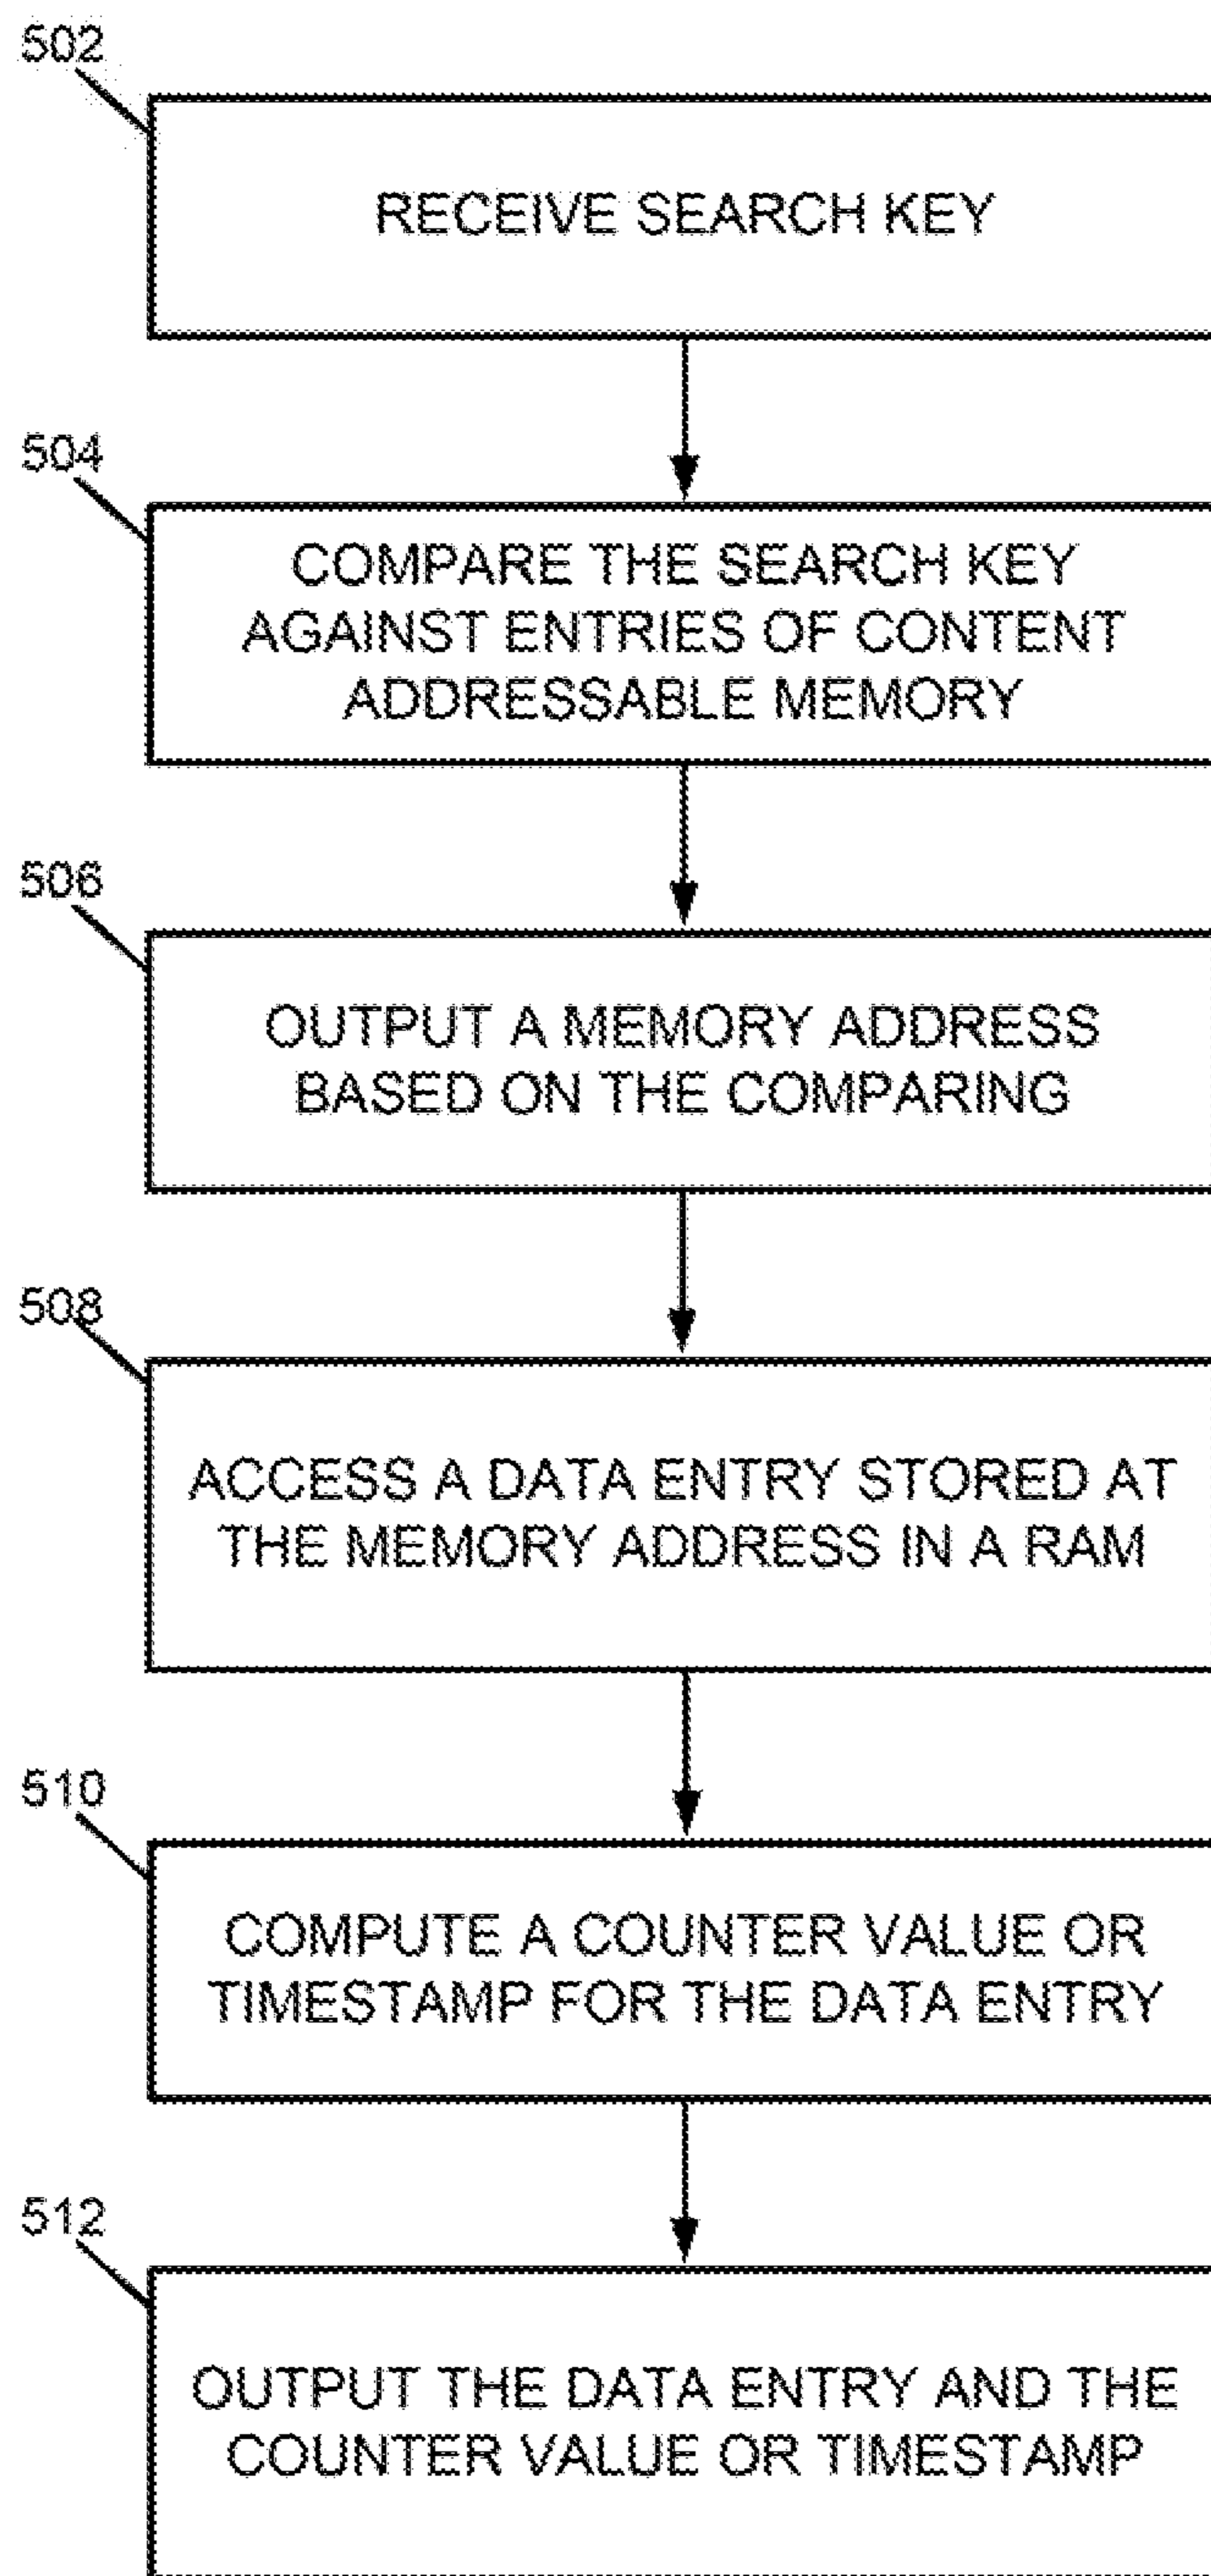 502
RECEIVE SEARCH KEY
504
COMPARE THE SEARCH KEY
AGAINST ENTRIES OF CONTENT
ADDRESSABLE MEMORY
506
OUTPUT A MEMORY ADDRESS
BASED ON THE COMPARING
508
ACCESS A DATA ENTRY STORED AT
THE MEMORY ADDRESS IN A RAM
510
COMPUTE A COUNTER VALUE OR
TIMESTAMP FOR THE DATA ENTRY
512
OUTPUT THE DATA ENTRY AND THE
COUNTER VALUE OR TIMESTAMP